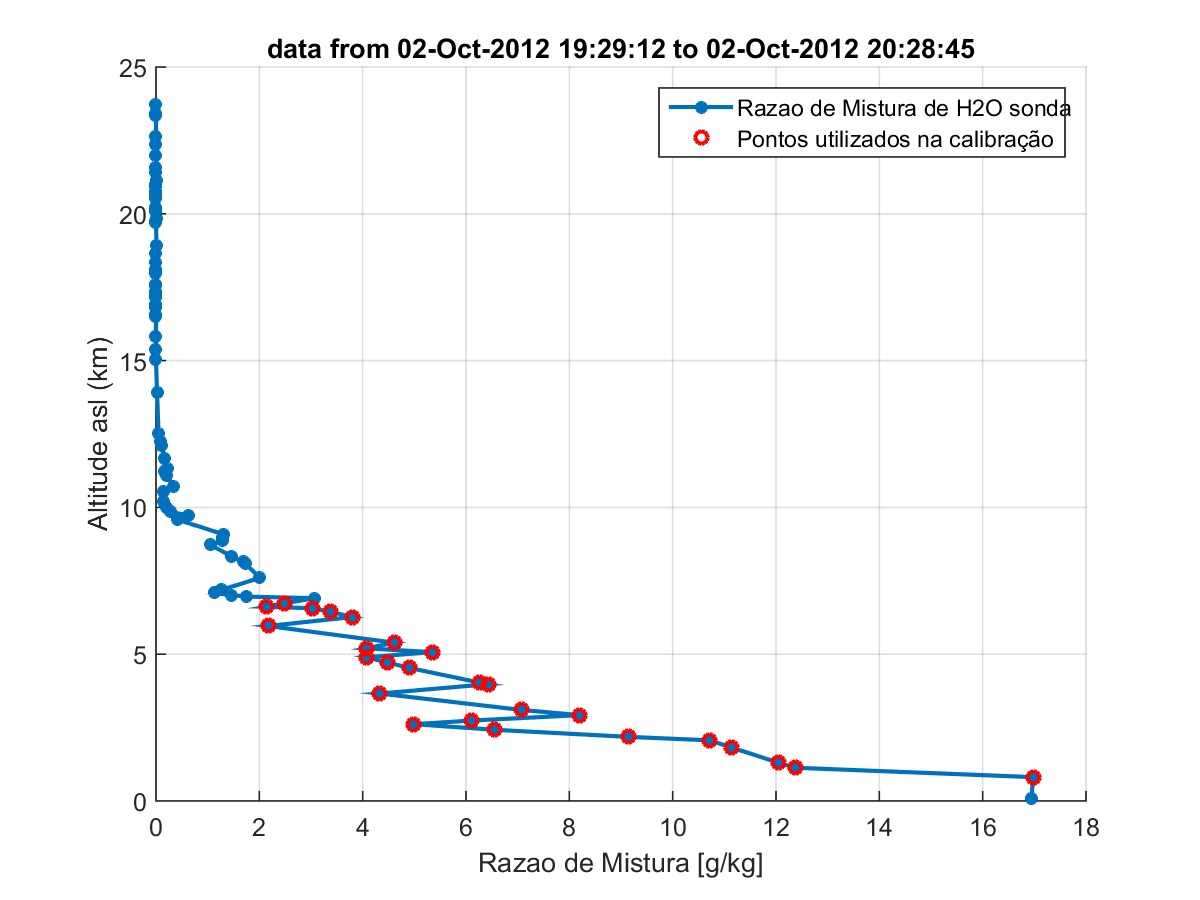 data from 02-Oct-2012 19:29:12 to 02-Oct-2012 20:28:45
Razao de Mistura de H2O sonda
Pontos utilizados na calibração
25
20
15
10
5
0
Altitude asl (km)
0 2 4 6 8 10 12 14 16 18
Razao de Mistura [g/kg]